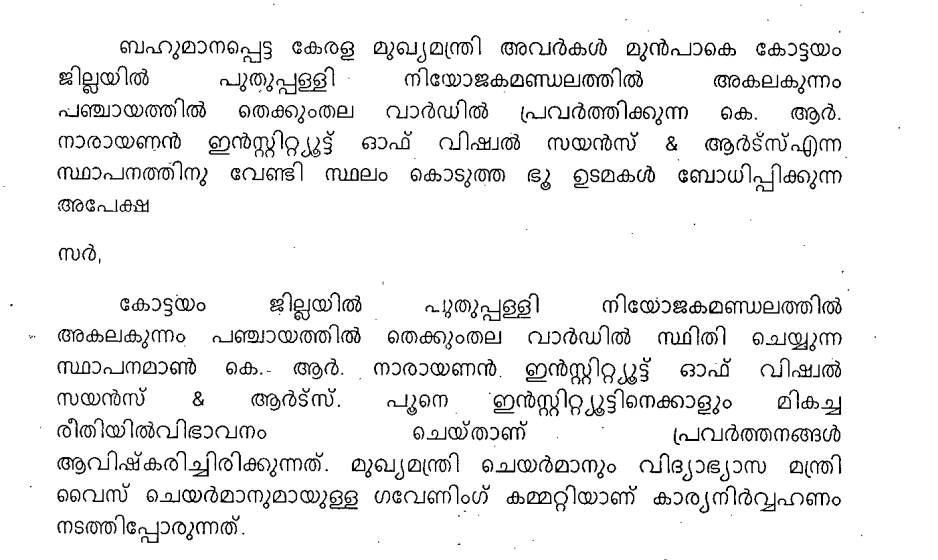 ബഹുമാനപ്പെട്ട കേരള മുഖ്യമന്ത്രി അവർകൾ മുൻപാകെ കോട്ടയം
ജില്ലയിൽ പുതുപ്പള്ളി നിയോജകമണ്ഡലത്തിൽ അകലകുന്നം
പഞ്ചായത്തിൽ തെക്കുംതല വാർഡിൽ പ്രവർത്തിക്കുന്ന കെ. ആർ.
നാരായണൻ ഇൻസ്റ്റിറ്റ്യൂട്ട് ഓഫ് വിഷ്വൽ സയൻസ് & ആർട്സ്എന്ന
സ്ഥാപനത്തിനു വേണ്ടി സ്ഥലം കൊടുത്ത ഭൂ ഉടമകൾ ബോധിപ്പിക്കുന്ന
അപേക്ഷ
സർ,
കോട്ടയം ജില്ലയിൽ പുതുപ്പള്ളി നിയോജകമണ്ഡലത്തിൽ
അകലകുന്നം പഞ്ചായത്തിൽ തെക്കുംതല വാർഡിൽ സ്ഥിതി ചെയ്യുന്ന
സ്ഥാപനമാൺ കെ. ആർ. നാരായണൻ ഇൻസ്റ്റിറ്റ്യൂട്ട് ഓഫ് വിഷ്വൽ
സയൻസ് & ആർട്സ്. പൂനെ ഇൻസ്റ്റിറ്റ്യൂട്ടിനെക്കാളും മികച്ച
രീതിയിൽവിഭാവനം ചെയ്താണ് പ്രവർത്തനങ്ങൾ
ആവിഷ്കരിച്ചിരിക്കുന്നത്. മുഖ്യമന്ത്രി ചെയർമാനും വിദ്യാഭ്യാസ മന്ത്രി
വൈസ് ചെയർമാനുമായുള്ള ഗവേണിംഗ് കമ്മറ്റിയാണ് കാര്യനിർവ്വഹണം
നടത്തിപ്പോരുന്നത്.